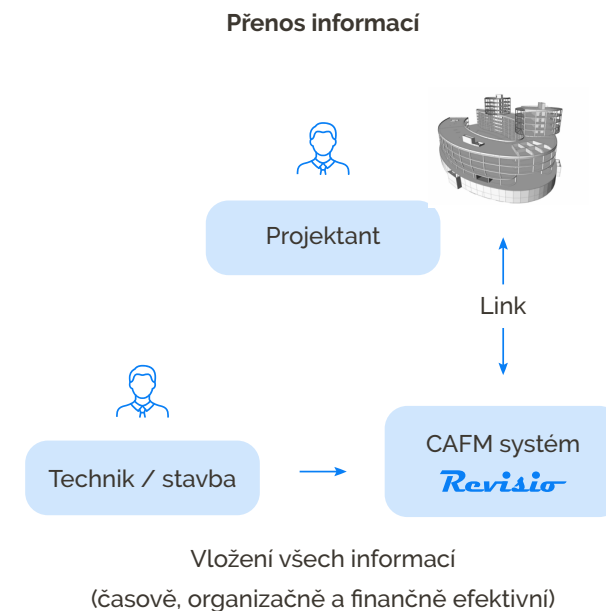 Přenos informací
Projektant
Link
Technik / stavba
CAFM systém
Revisio
Vložení všech informací
(časově, organizačně a finančně efektivní)